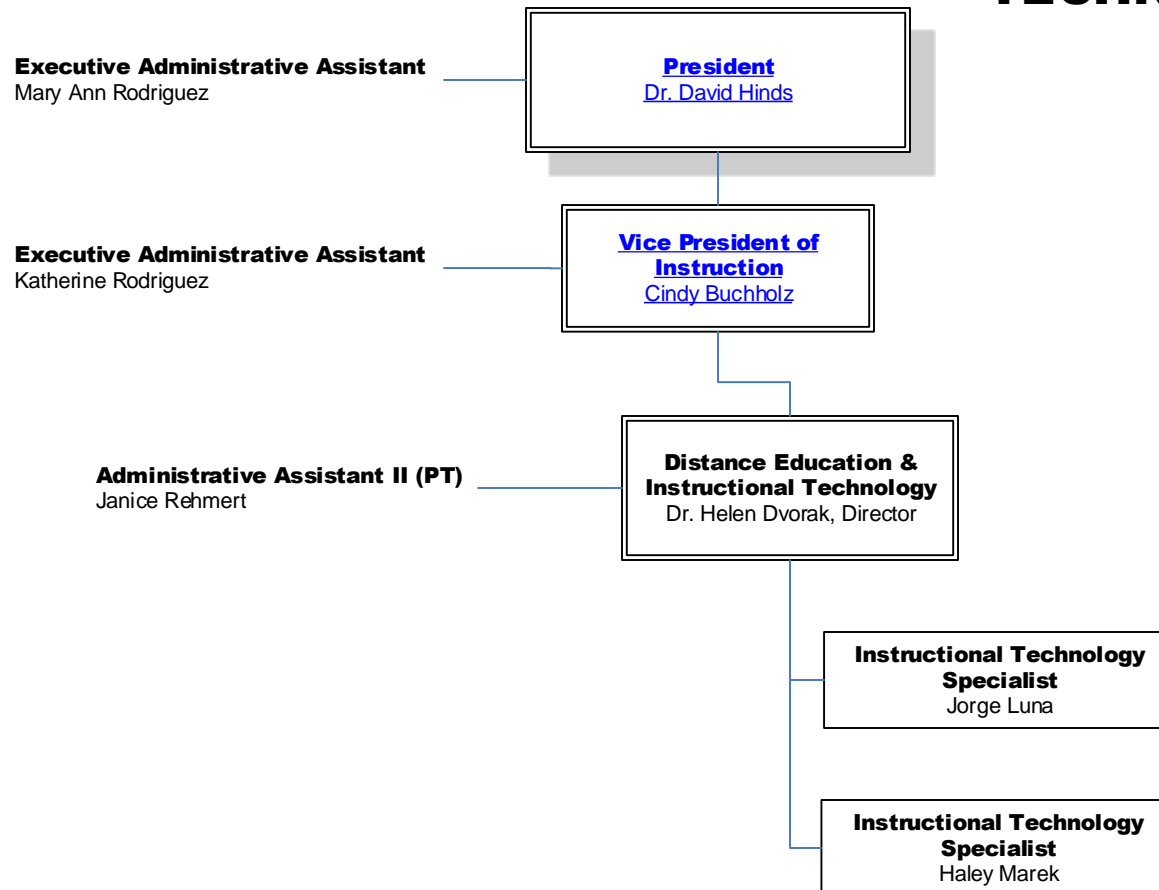 Executive Administrative Assistant
Mary Ann Rodriguez
President
Dr. David Hinds
Executive Administrative Assistant
Katherine Rodriguez
Vice President of
Instruction
Cindy Buchholz
Administrative Assistant II (PT)
Janice Rehmert
Distance Education &
Instructional Technology
Dr. Helen Dvorak, Director
Instructional Technology
Specialist
Jorge Luna
Instructional Technology
Specialist
Haley Marek